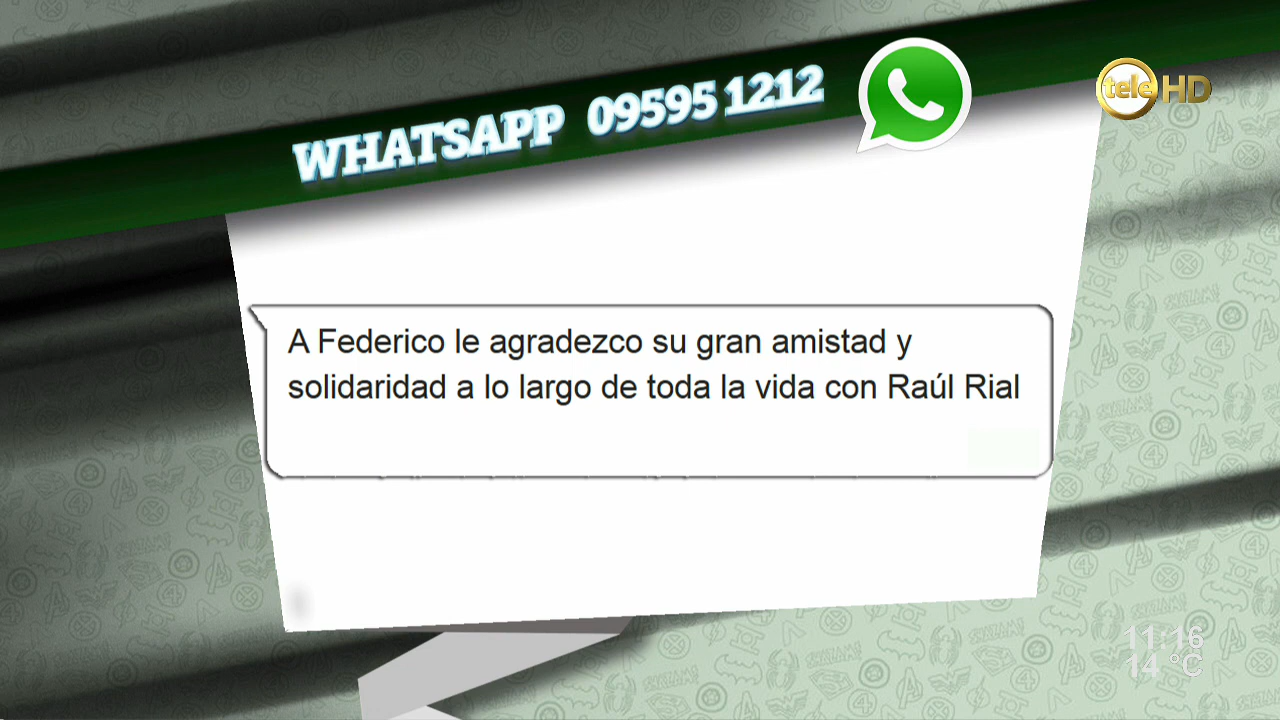 WHATSAPP 09595 1212
tele HD
A Federico le agradezco su gran amistad y
solidaridad a lo largo de toda la vida con Raúl Rial
11:16
14 °C